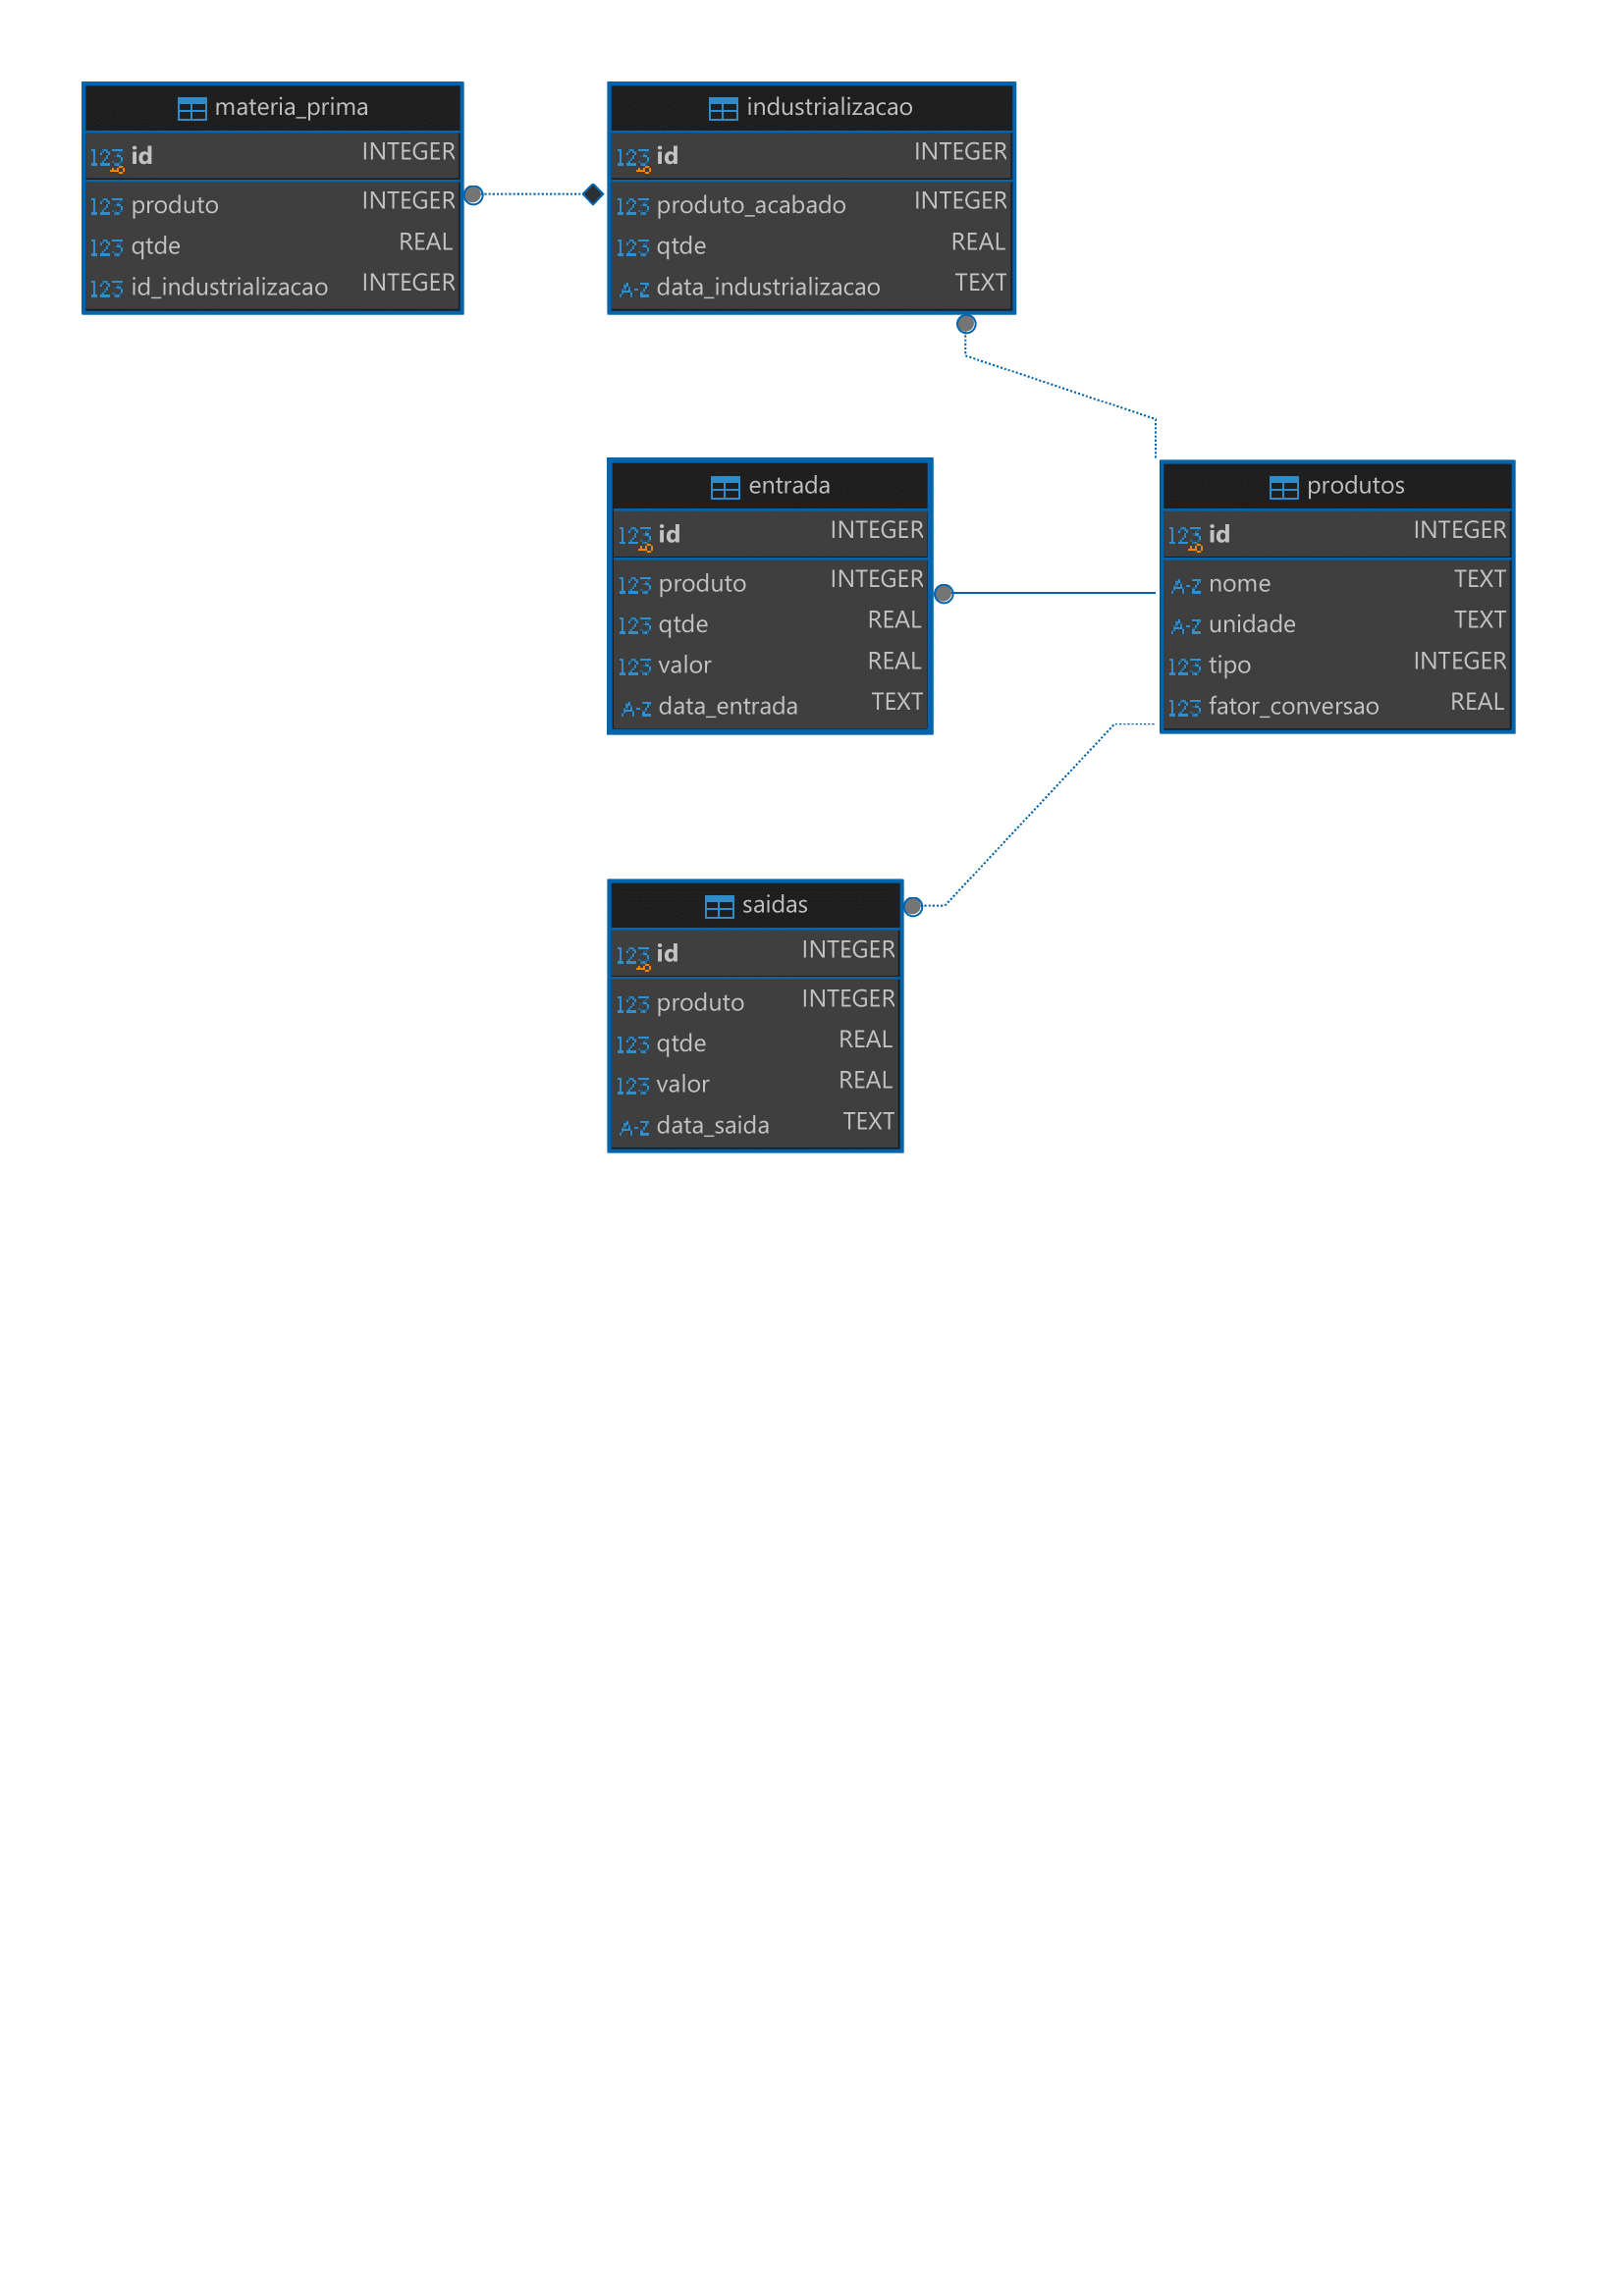 materia_prima
123 id INTEGER
123 produto INTEGER
123 qtde REAL
123 id_industrializacao INTEGER
industrializacao
123 id INTEGER
123 produto_acabado INTEGER
123 qtde REAL
A-Z data_industrializacao TEXT
entrada
123 id INTEGER
123 produto INTEGER
123 qtde REAL
123 valor REAL
A-Z data_entrada TEXT
produtos
123 id INTEGER
A-Z nome TEXT
A-Z unidade TEXT
123 tipo INTEGER
123 fator_conversao REAL
saidas
123 id INTEGER
123 produto INTEGER
123 qtde REAL
123 valor REAL
A-Z data_saida TEXT